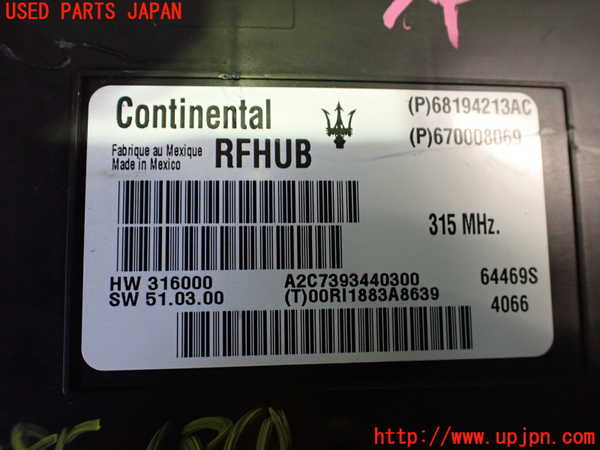 USED PARTS JAPAN
Continental
(P)68194213AC
(P)670008069
Fabrique au Mexique
Made in Mexico
RFHUB
315 MHz.
HW 316000
A2C7393440300
64469S
SW 51.03.00
(T)00RI1883A8639
4066
http://www.upjpn.com/